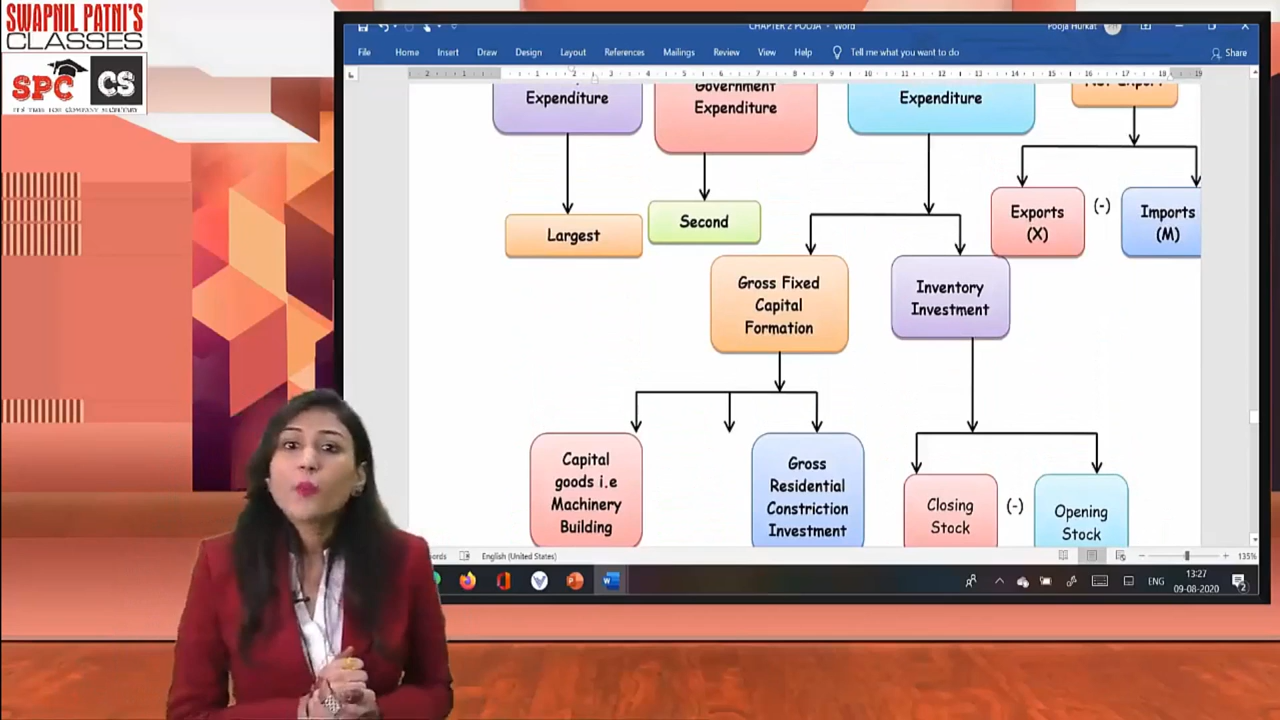 SWAPNIL PATNI'S
CLASSES
SPC CS
CHAPTER 2 POOJA - Word
Pooja Hurkat
File Home Insert Draw Design Layout References Mailings Review View Help Tell me what you want to do Share
Expenditure
Government
Expenditure
Expenditure
Largest
Second
Exports
(X)
(-)
Imports
(M)
Gross Fixed
Capital
Formation
Inventory
Investment
Capital
goods i.e
Machinery
Building
Gross
Residential
Constriction
Investment
Closing
Stock
(-)
Opening
Stock
English (United States)
135%
ENG
13:27
09-08-2020